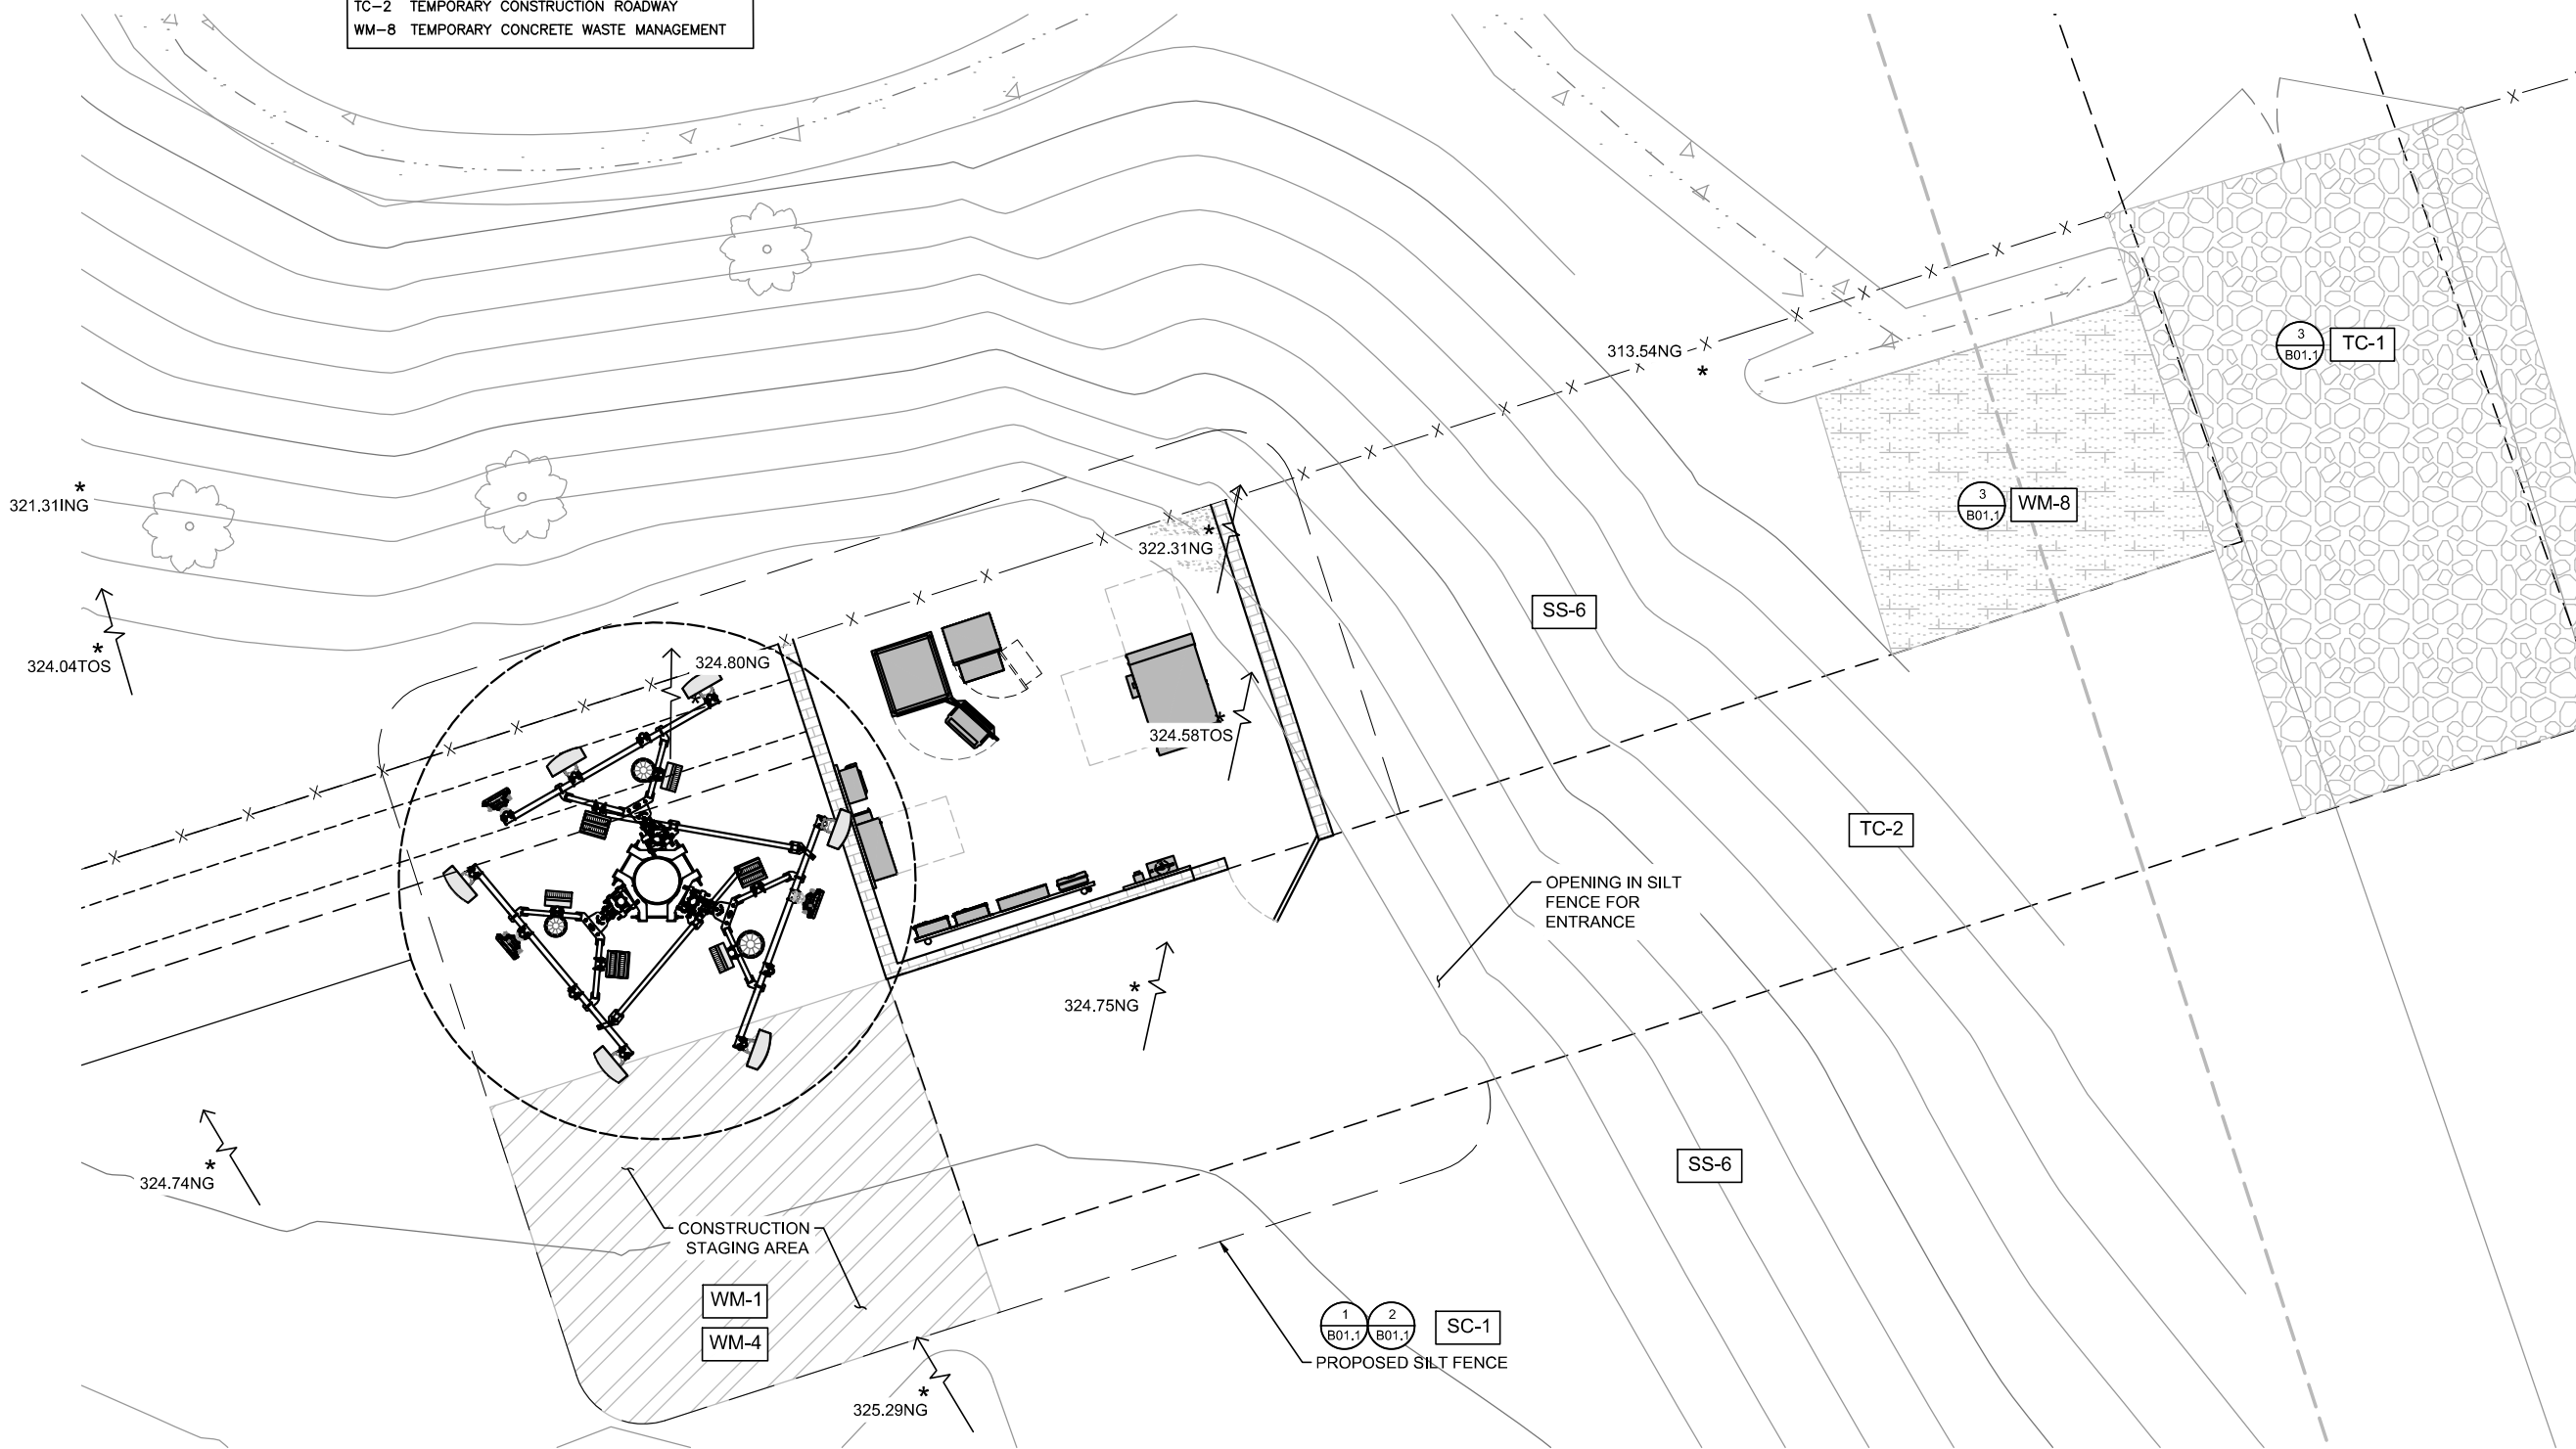 TC-2 TEMPORARY CONSTRUCTION ROADWAY
WM-8 TEMPORARY CONCRETE WASTE MANAGEMENT
313.54NG
3
B01.1
TC-1
321.31ING
3
B01.1
WM-8
322.31NG
SS-6
324.04TOS
324.80NG
324.58TOS
TC-2
OPENING IN SILT
FENCE FOR
ENTRANCE
324.75NG
324.74NG
SS-6
CONSTRUCTION
STAGING AREA
WM-1
WM-4
1
B01.1
2
B01.1
SC-1
PROPOSED SILT FENCE
325.29NG